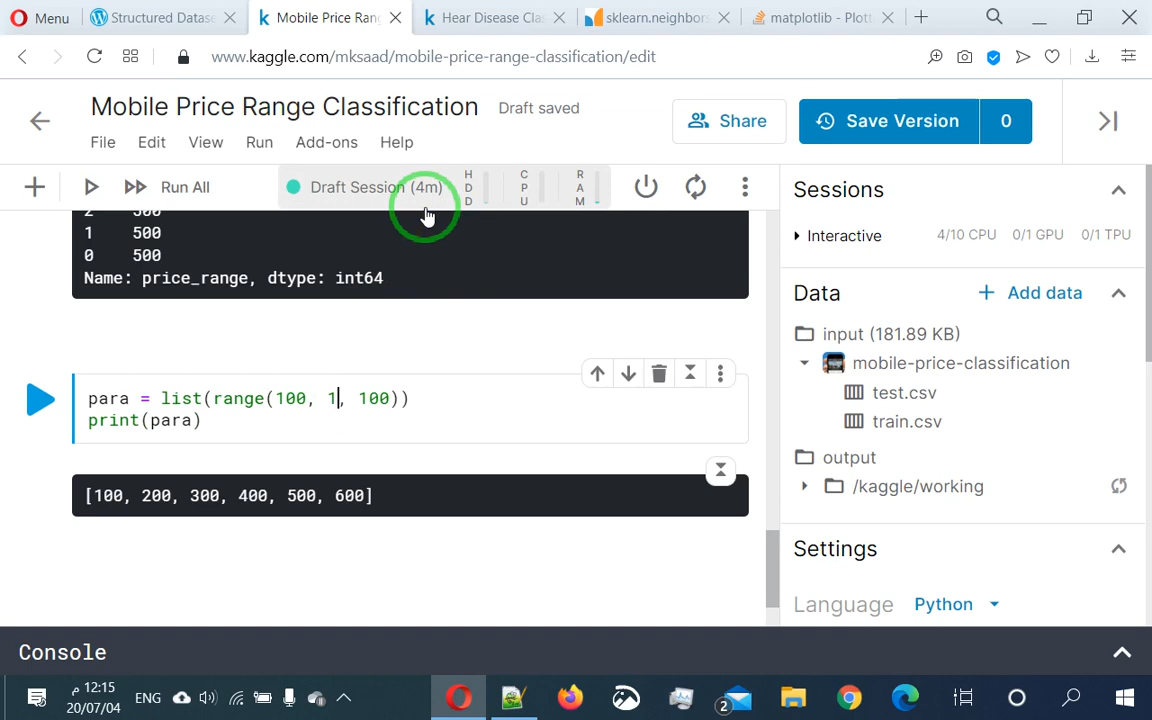 Menu
Structured Datas
Mobile Price Ran
Hear Disease Cla
sklearn.neighbor
matplotlib - Plot
www.kaggle.com/mksaad/mobile-price-range-classification/edit
Mobile Price Range Classification
Draft saved
Share
Save Version
0
File
Edit
View
Run
Add-ons
Help
Run All
Draft Session (4m)
HDD
CPU
RAM
2 500
1 500
0 500
Name: price_range, dtype: int64
para = list(range(100, 1, 100))
print(para)
[100, 200, 300, 400, 500, 600]
Sessions
Interactive
4/10 CPU
0/1 GPU
0/1 TPU
Data
+ Add data
input (181.89 KB)
mobile-price-classification
test.csv
train.csv
output
/kaggle/working
Settings
Language
Python
Console
12:15 م
20/07/04
ENG
2